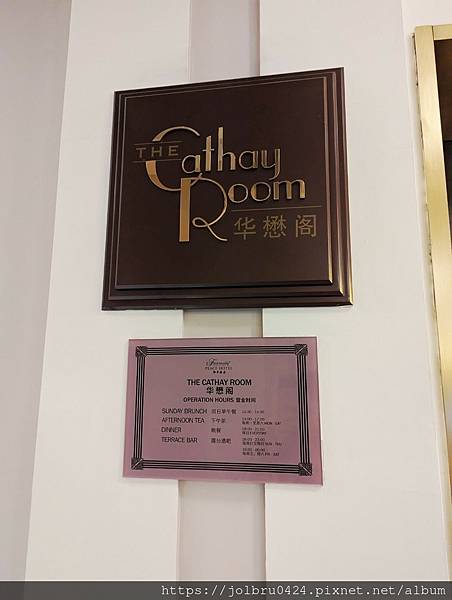 THE
Cathay
Room
华懋阁
Fairmont
PEACE HOTEL
THE CATHAY ROOM
华懋阁
OPERATION HOURS 营业时间
SUNDAY BRUNCH 周日早午餐
AFTERNOON TEA 下午茶
DINNER 晚餐
TERRACE BAR 露台酒吧
https://jolbru0424.pixnet.net/album